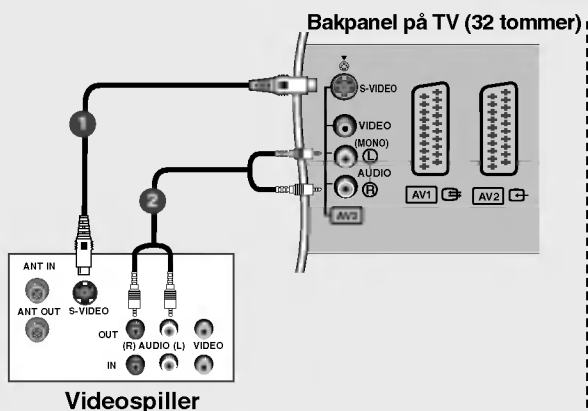 Bakpanel på TV (32 tommer)
S-VIDEO
VIDEO
(MONO)
L
AUDIO
R
AV1
AV2
AV3
1
2
ANT IN
ANT OUT
S-VIDEO
OUT
(R) AUDIO (L) VIDEO
IN
Videospiller